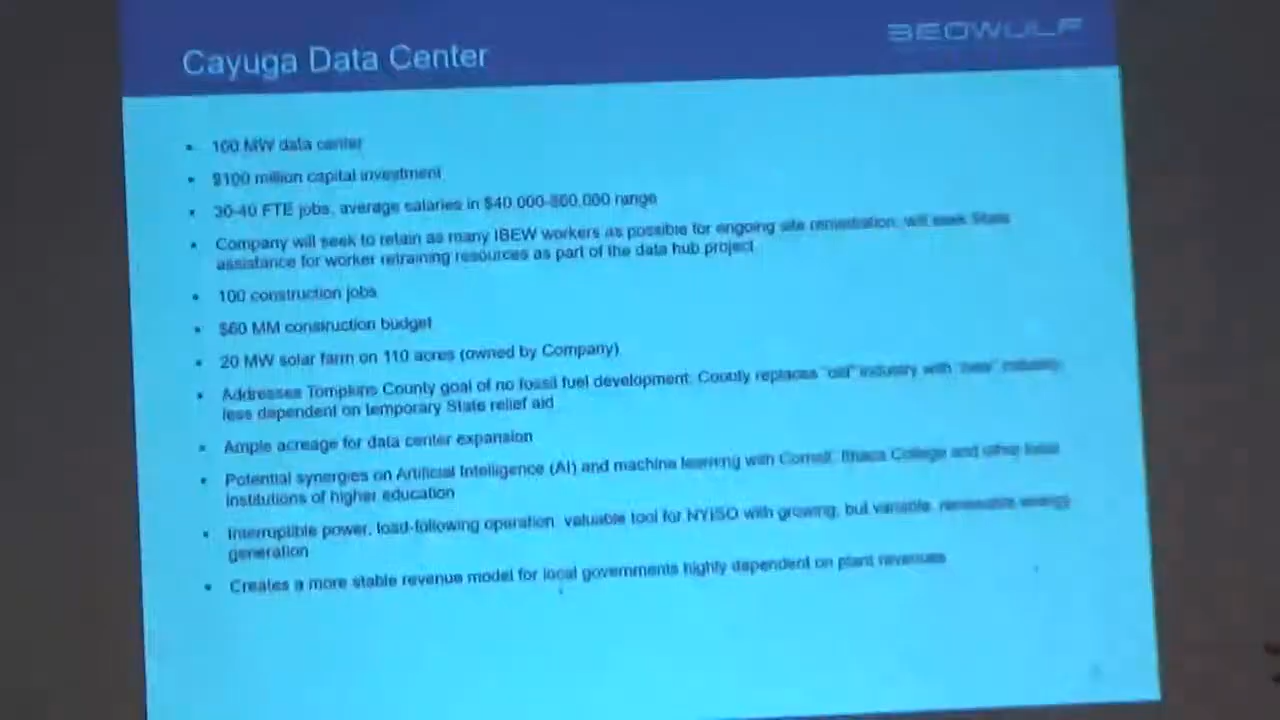 BEOWULF
Cayuga Data Center
• 100 MW data center
• $100 million capital investment
• 30-40 FTE jobs, average salaries in $40,000-$60,000 range
• Company will seek to retain as many IBEW workers as possible for ongoing site remediation; will seek State
assistance for worker retraining resources as part of the data hub project
• 100 construction jobs
• $60 MM construction budget
• 20 MW solar farm on 110 acres (owned by Company)
• Addresses Tompkins County goal of no fossil fuel development: County replaces "old" industry with "new" industry,
less dependent on temporary State relief aid
• Ample acreage for data center expansion
• Potential synergies on Artificial Intelligence (AI) and machine learning with Cornell, Ithaca College and other local
institutions of higher education
• Interruptible power, load-following operation: valuable tool for NYISO with growing, but variable, renewable energy
generation
• Creates a more stable revenue model for local governments highly dependent on plant revenues